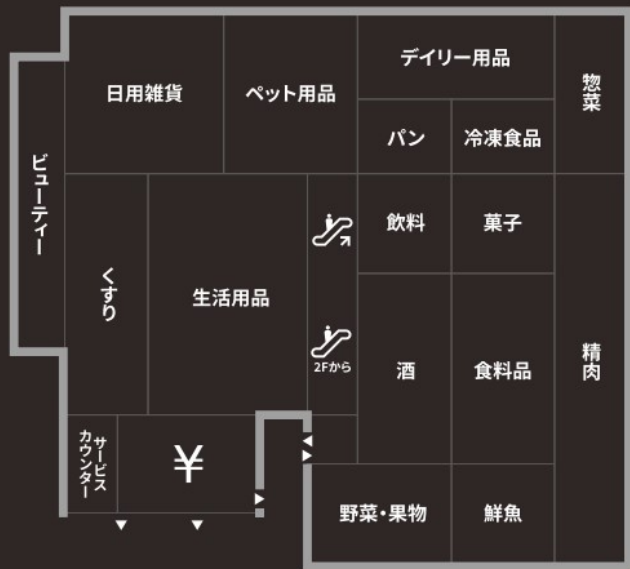 デイリー用品
日用雑貨
ペット用品
惣菜
パン
冷凍食品
ビューティー
飲料
菓子
くすり
生活用品
2Fから
酒
食料品
精肉
サービス
カウンター
¥
野菜・果物
鮮魚